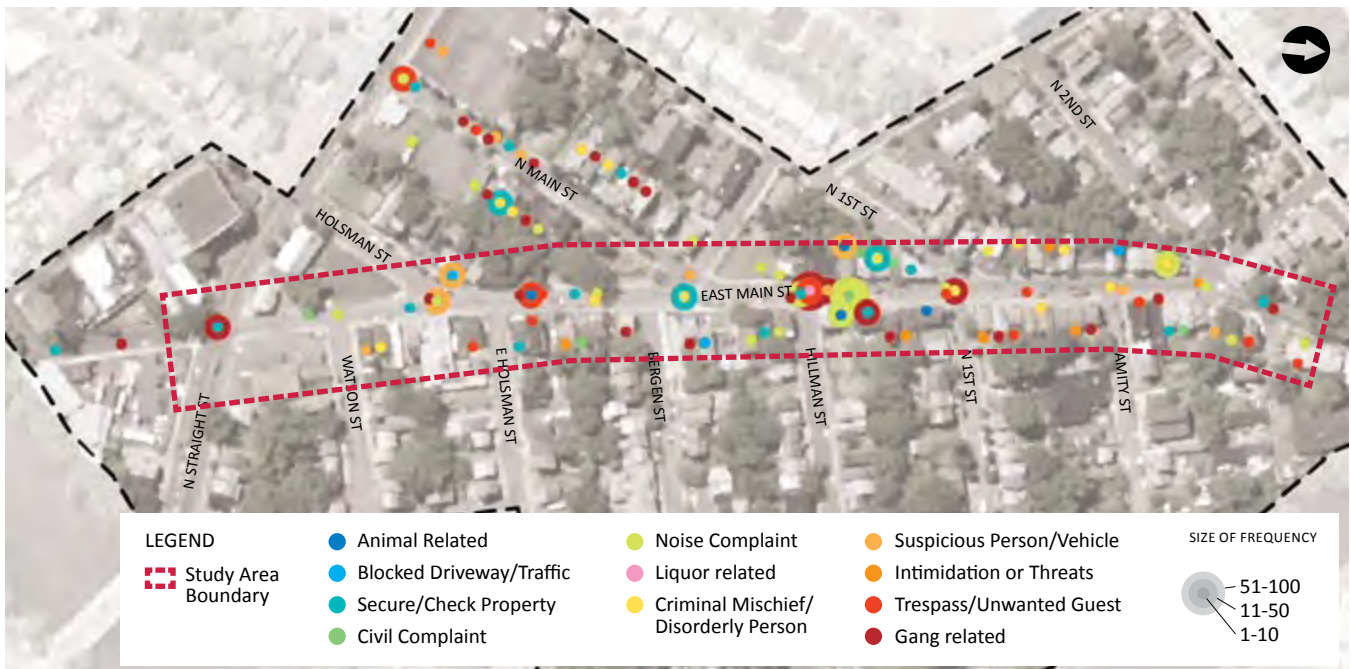 N 2ND ST
N MAIN ST
N 1ST ST
HOLSMAN ST
EAST MAIN ST
N STRAIGHT ST
WATSON ST
E HOLSMAN ST
BERGEN ST
HILLMAN ST
N 1ST ST
AMITY ST
LEGEND
Study Area
Boundary
Animal Related
Blocked Driveway/Traffic
Secure/Check Property
Civil Complaint
Noise Complaint
Liquor related
Criminal Mischief/
Disorderly Person
Suspicious Person/Vehicle
Intimidation or Threats
Trespass/Unwanted Guest
Gang related
SIZE OF FREQUENCY
51-100
11-50
1-10